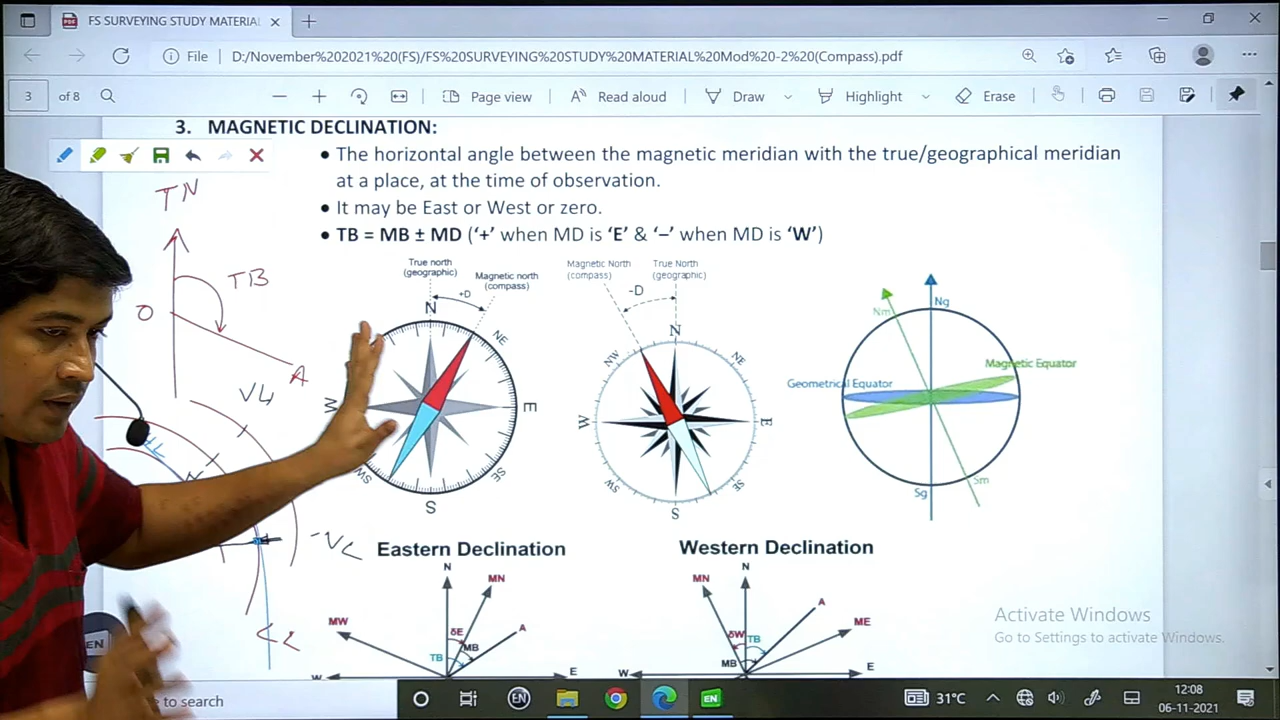 FS SURVEYING STUDY MATERIAL
File
D:/November%202021%20(FS)/FS%20SURVEYING%20STUDY%20MATERIAL%20Mod%20-2%20(Compass).pdf
3 of 8
Page view
Read aloud
Draw
Highlight
Erase
3. MAGNETIC DECLINATION:
• The horizontal angle between the magnetic meridian with the true/geographical meridian
at a place, at the time of observation.
• It may be East or West or zero.
• TB = MB ± MD ('+' when MD is 'E' & '–' when MD is 'W')
TN
TB
O
A
True north
(geographic)
Magnetic north
(compass)
+D
N
NE
E
SE
S
SW
W
Magnetic North
(compass)
True North
(geographic)
-D
N
NE
E
SE
S
SW
W
NW
Ng
Nm
Magnetic Equator
Geometrical Equator
Sg
Sm
Eastern Declination
N
MN
MW
δE
A
MB
TB
W
E
Western Declination
MN
N
A
ME
δW
TB
MB
W
E
Activate Windows
Go to Settings to activate Windows.
EN
e to search
EN
EN
31°C
12:08
06-11-2021